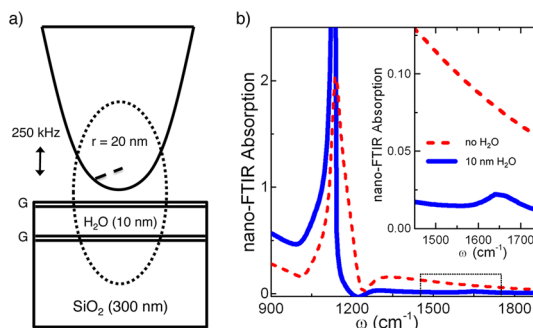 a)
250 kHz
r = 20 nm
G
H₂O (10 nm)
G
SiO₂ (300 nm)
b)
nano-FTIR Absorption
2
1
0
900
1200
1500
1800
ω (cm⁻¹)
nano-FTIR Absorption
0.10
0.05
0.00
no H₂O
10 nm H₂O
1500
1600
1700
ω (cm⁻¹)